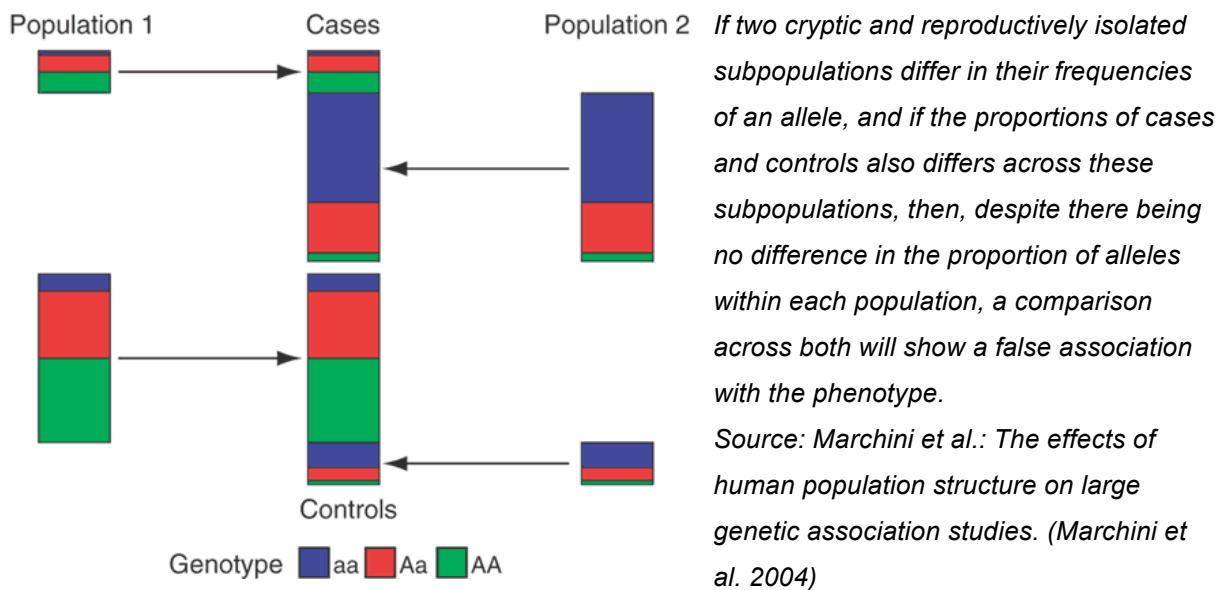 Population 1
Cases
Population 2
Controls
Genotype aa Aa AA
If two cryptic and reproductively isolated
subpopulations differ in their frequencies
of an allele, and if the proportions of cases
and controls also differs across these
subpopulations, then, despite there being
no difference in the proportion of alleles
within each population, a comparison
across both will show a false association
with the phenotype.
Source: Marchini et al.: The effects of
human population structure on large
genetic association studies. (Marchini et
al. 2004)